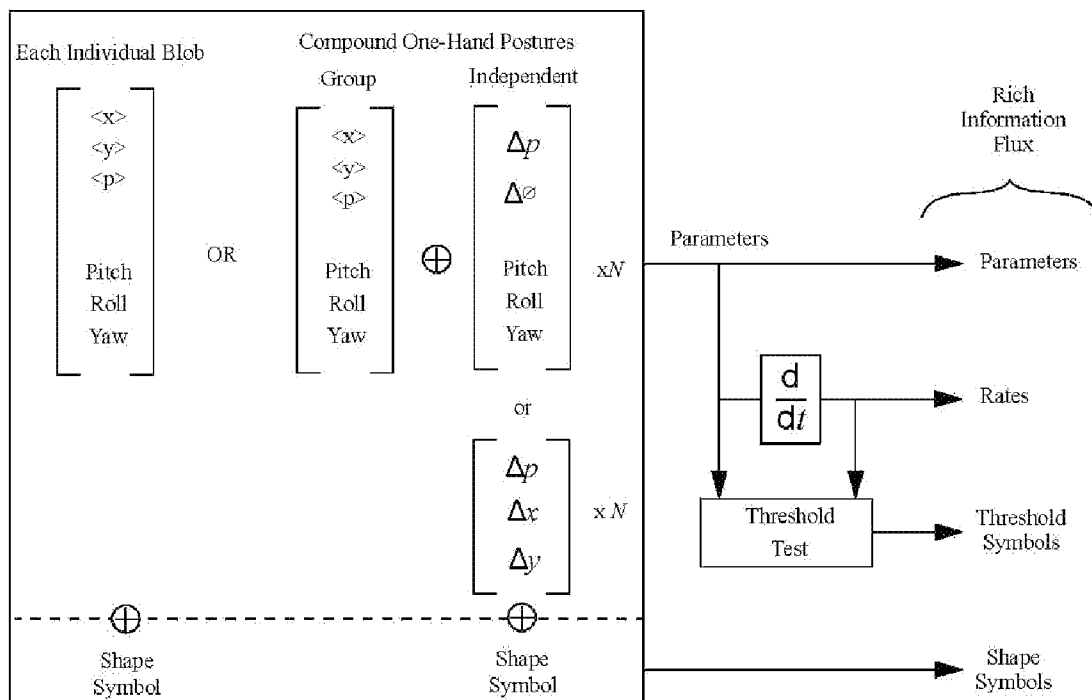 Each Individual Blob
<x>
<y>
<p>
Pitch
Roll
Yaw
OR
Compound One-Hand Postures
Group
<x>
<y>
<p>
Pitch
Roll
Yaw
⊕
Independent
Δp
Δ∅
Pitch
Roll
Yaw
xN
or
Δp
Δx
Δy
x N
⊕
Shape
Symbol
⊕
Shape
Symbol
Parameters
d
dt
Threshold
Test
Rich
Information
Flux
Parameters
Rates
Threshold
Symbols
Shape
Symbols